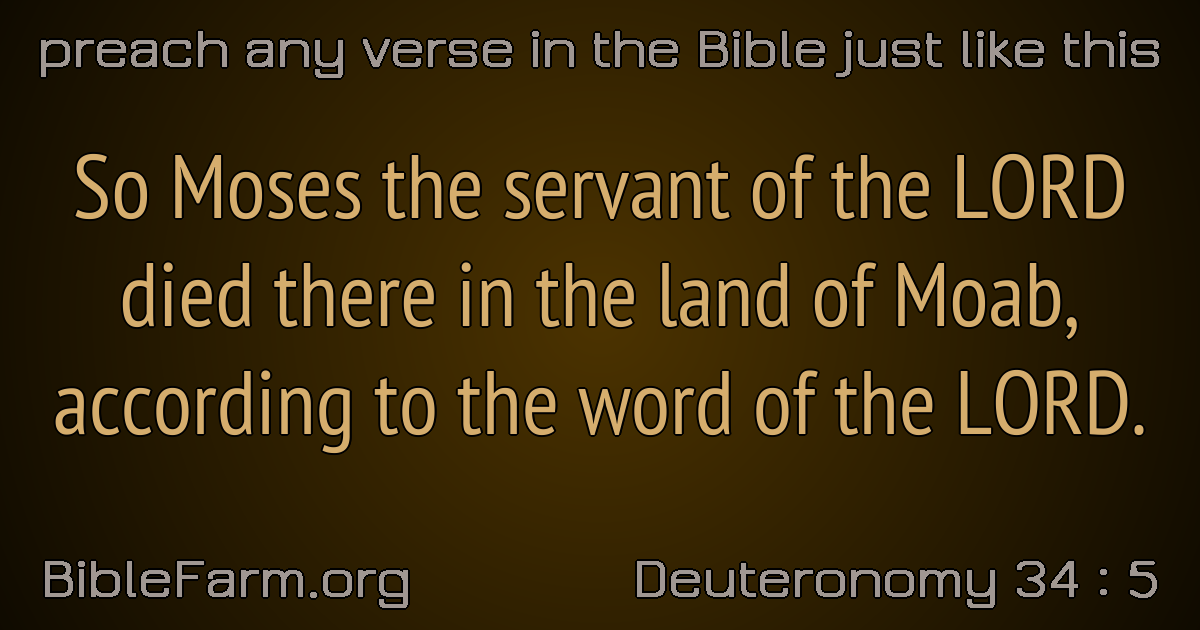 preach any verse in the Bible just like this
So Moses the servant of the LORD
died there in the land of Moab,
according to the word of the LORD.
BibleFarm.org
Deuteronomy 34 : 5